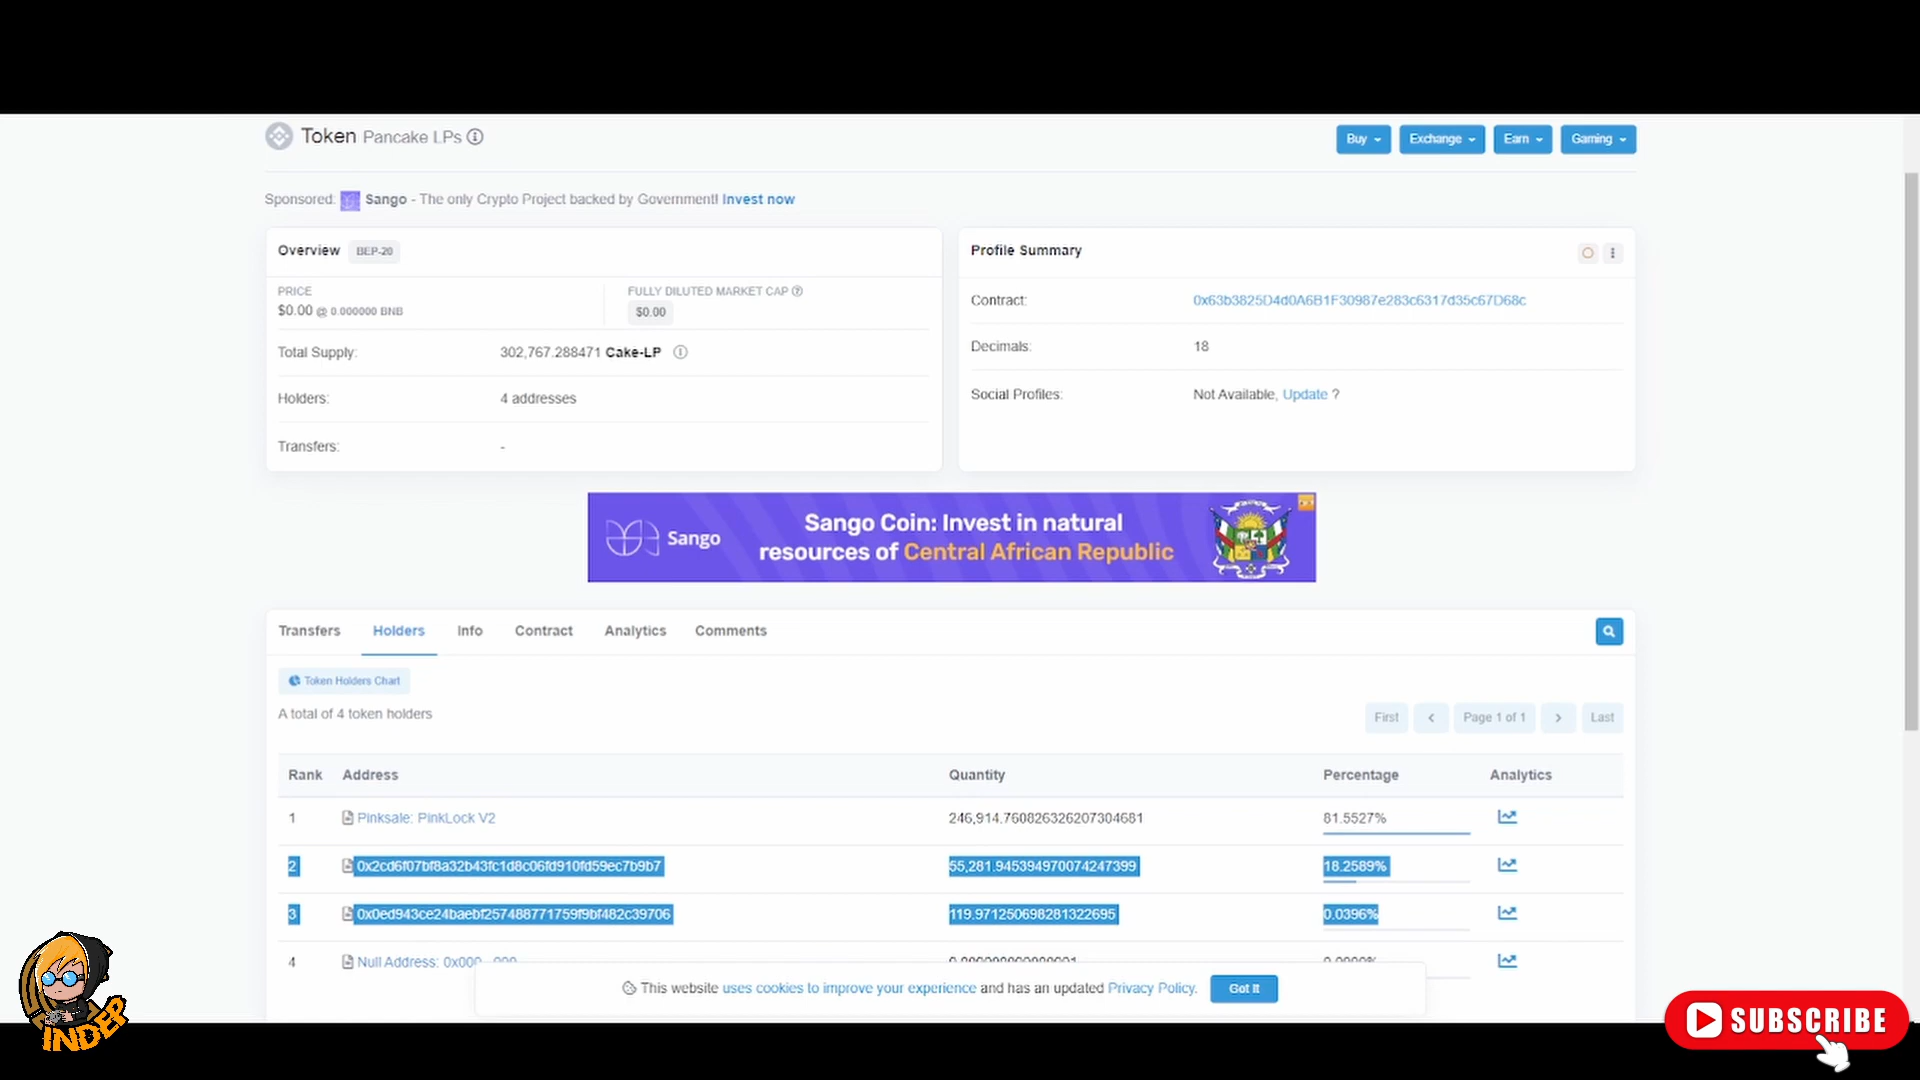 Token Pancake LPs
Buy Exchange Earn Gaming
Sponsored: Sango - The only Crypto Project backed by Government! Invest now
Overview BEP-20
PRICE
$0.00 @ 0.000000 BNB
FULLY DILUTED MARKET CAP
$0.00
Total Supply: 302,767.288471 Cake-LP
Holders: 4 addresses
Transfers: -
Profile Summary
Contract: 0x63b3825D4d0A6B1F30987e283c6317d35c67D68c
Decimals: 18
Social Profiles: Not Available, Update ?
Sango
Sango Coin: Invest in natural
resources of Central African Republic
Transfers Holders Info Contract Analytics Comments
Token Holders Chart
A total of 4 token holders
First Page 1 of 1 Last
Rank Address Quantity Percentage Analytics
1 Pinksale: PinkLock V2 246,914.760826326207304681 81.5527%
2 0x2cd6f07bf8a32b43fc1d8c06fd910fd59ec7b9b7 55,281.945394970074247399 18.2589%
3 0x0ed943ce24baebf257488771759f9bf482c39706 119.971250698281322695 0.0396%
4 Null Address:
This website uses cookies to improve your experience and has an updated Privacy Policy. Got It
INDEP
SUBSCRIBE